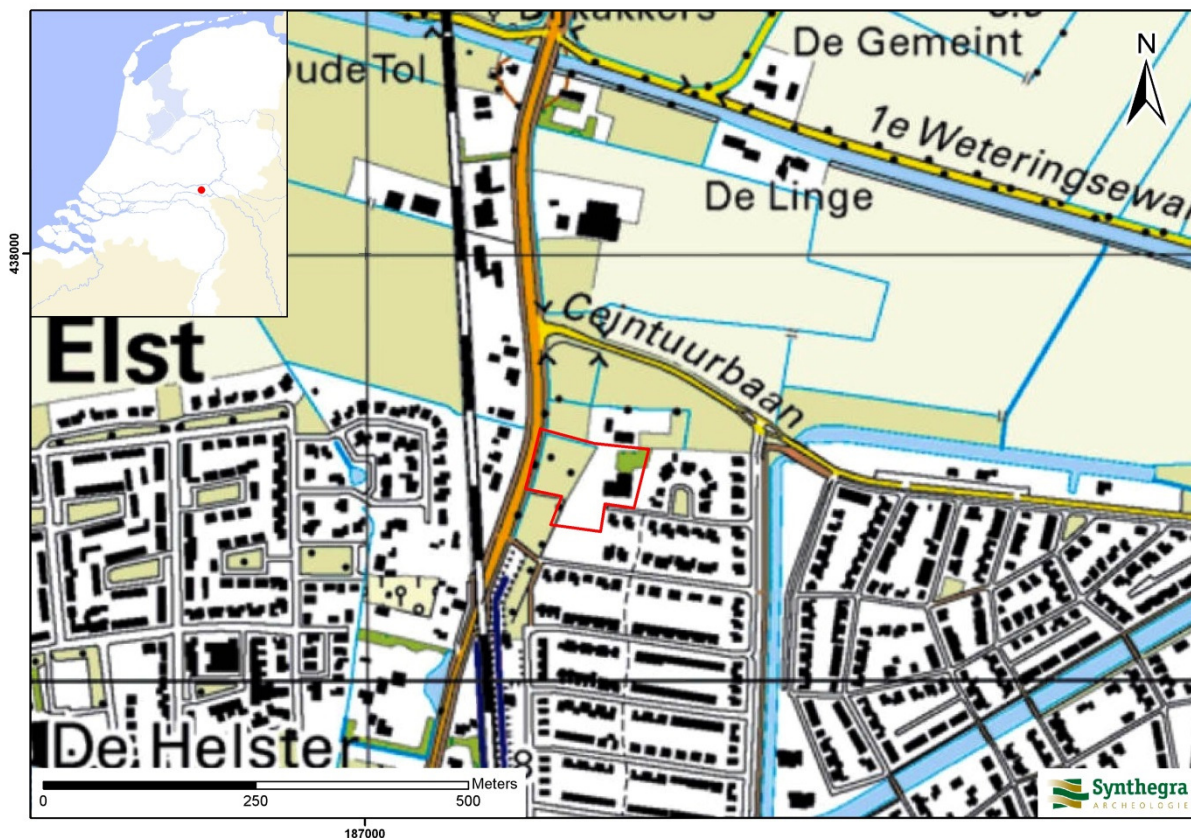 De Gemeint
Oude Tol
N
1e Weteringsewal
De Linge
438000
Ceintuurbaan
Elst
De Helster
Meters
0
250
500
Synthegra
ARCHEOLOGIE
187000